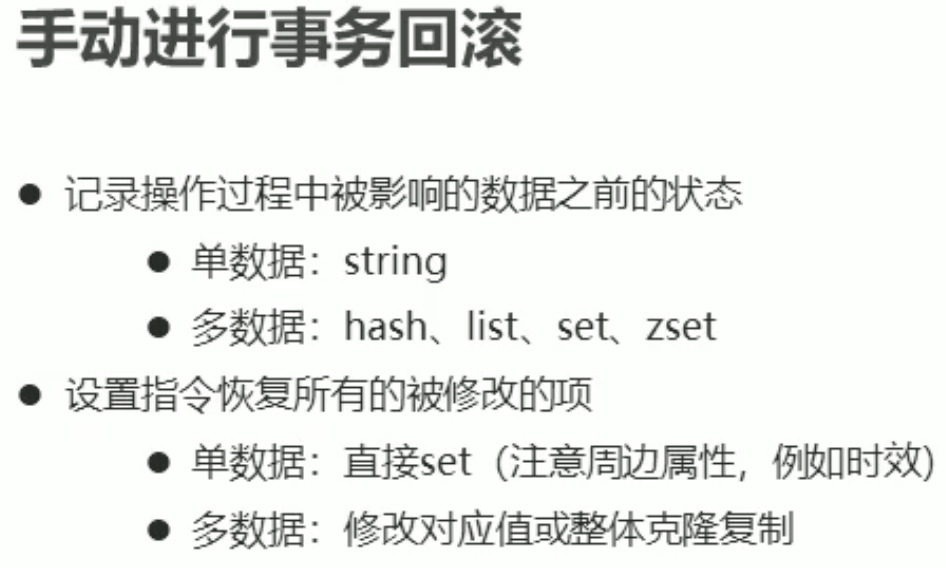 手动进行事务回滚
● 记录操作过程中被影响的数据之前的状态
● 单数据：string
● 多数据：hash、list、set、zset
● 设置指令恢复所有的被修改的项
● 单数据：直接set（注意周边属性，例如时效）
● 多数据：修改对应值或整体克隆复制